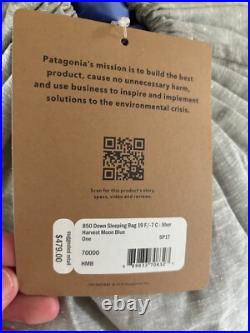 Patagonia's mission is to build the best
product, cause no unnecessary harm,
and use business to inspire and implement
solutions to the environmental crisis.
Scan for this product's story,
specs, video and reviews.
suggested retail
$479.00
850 Down Sleeping Bag 19 F/-7 C -
Harvest Moon Blue
One
SP17
70000
HMB